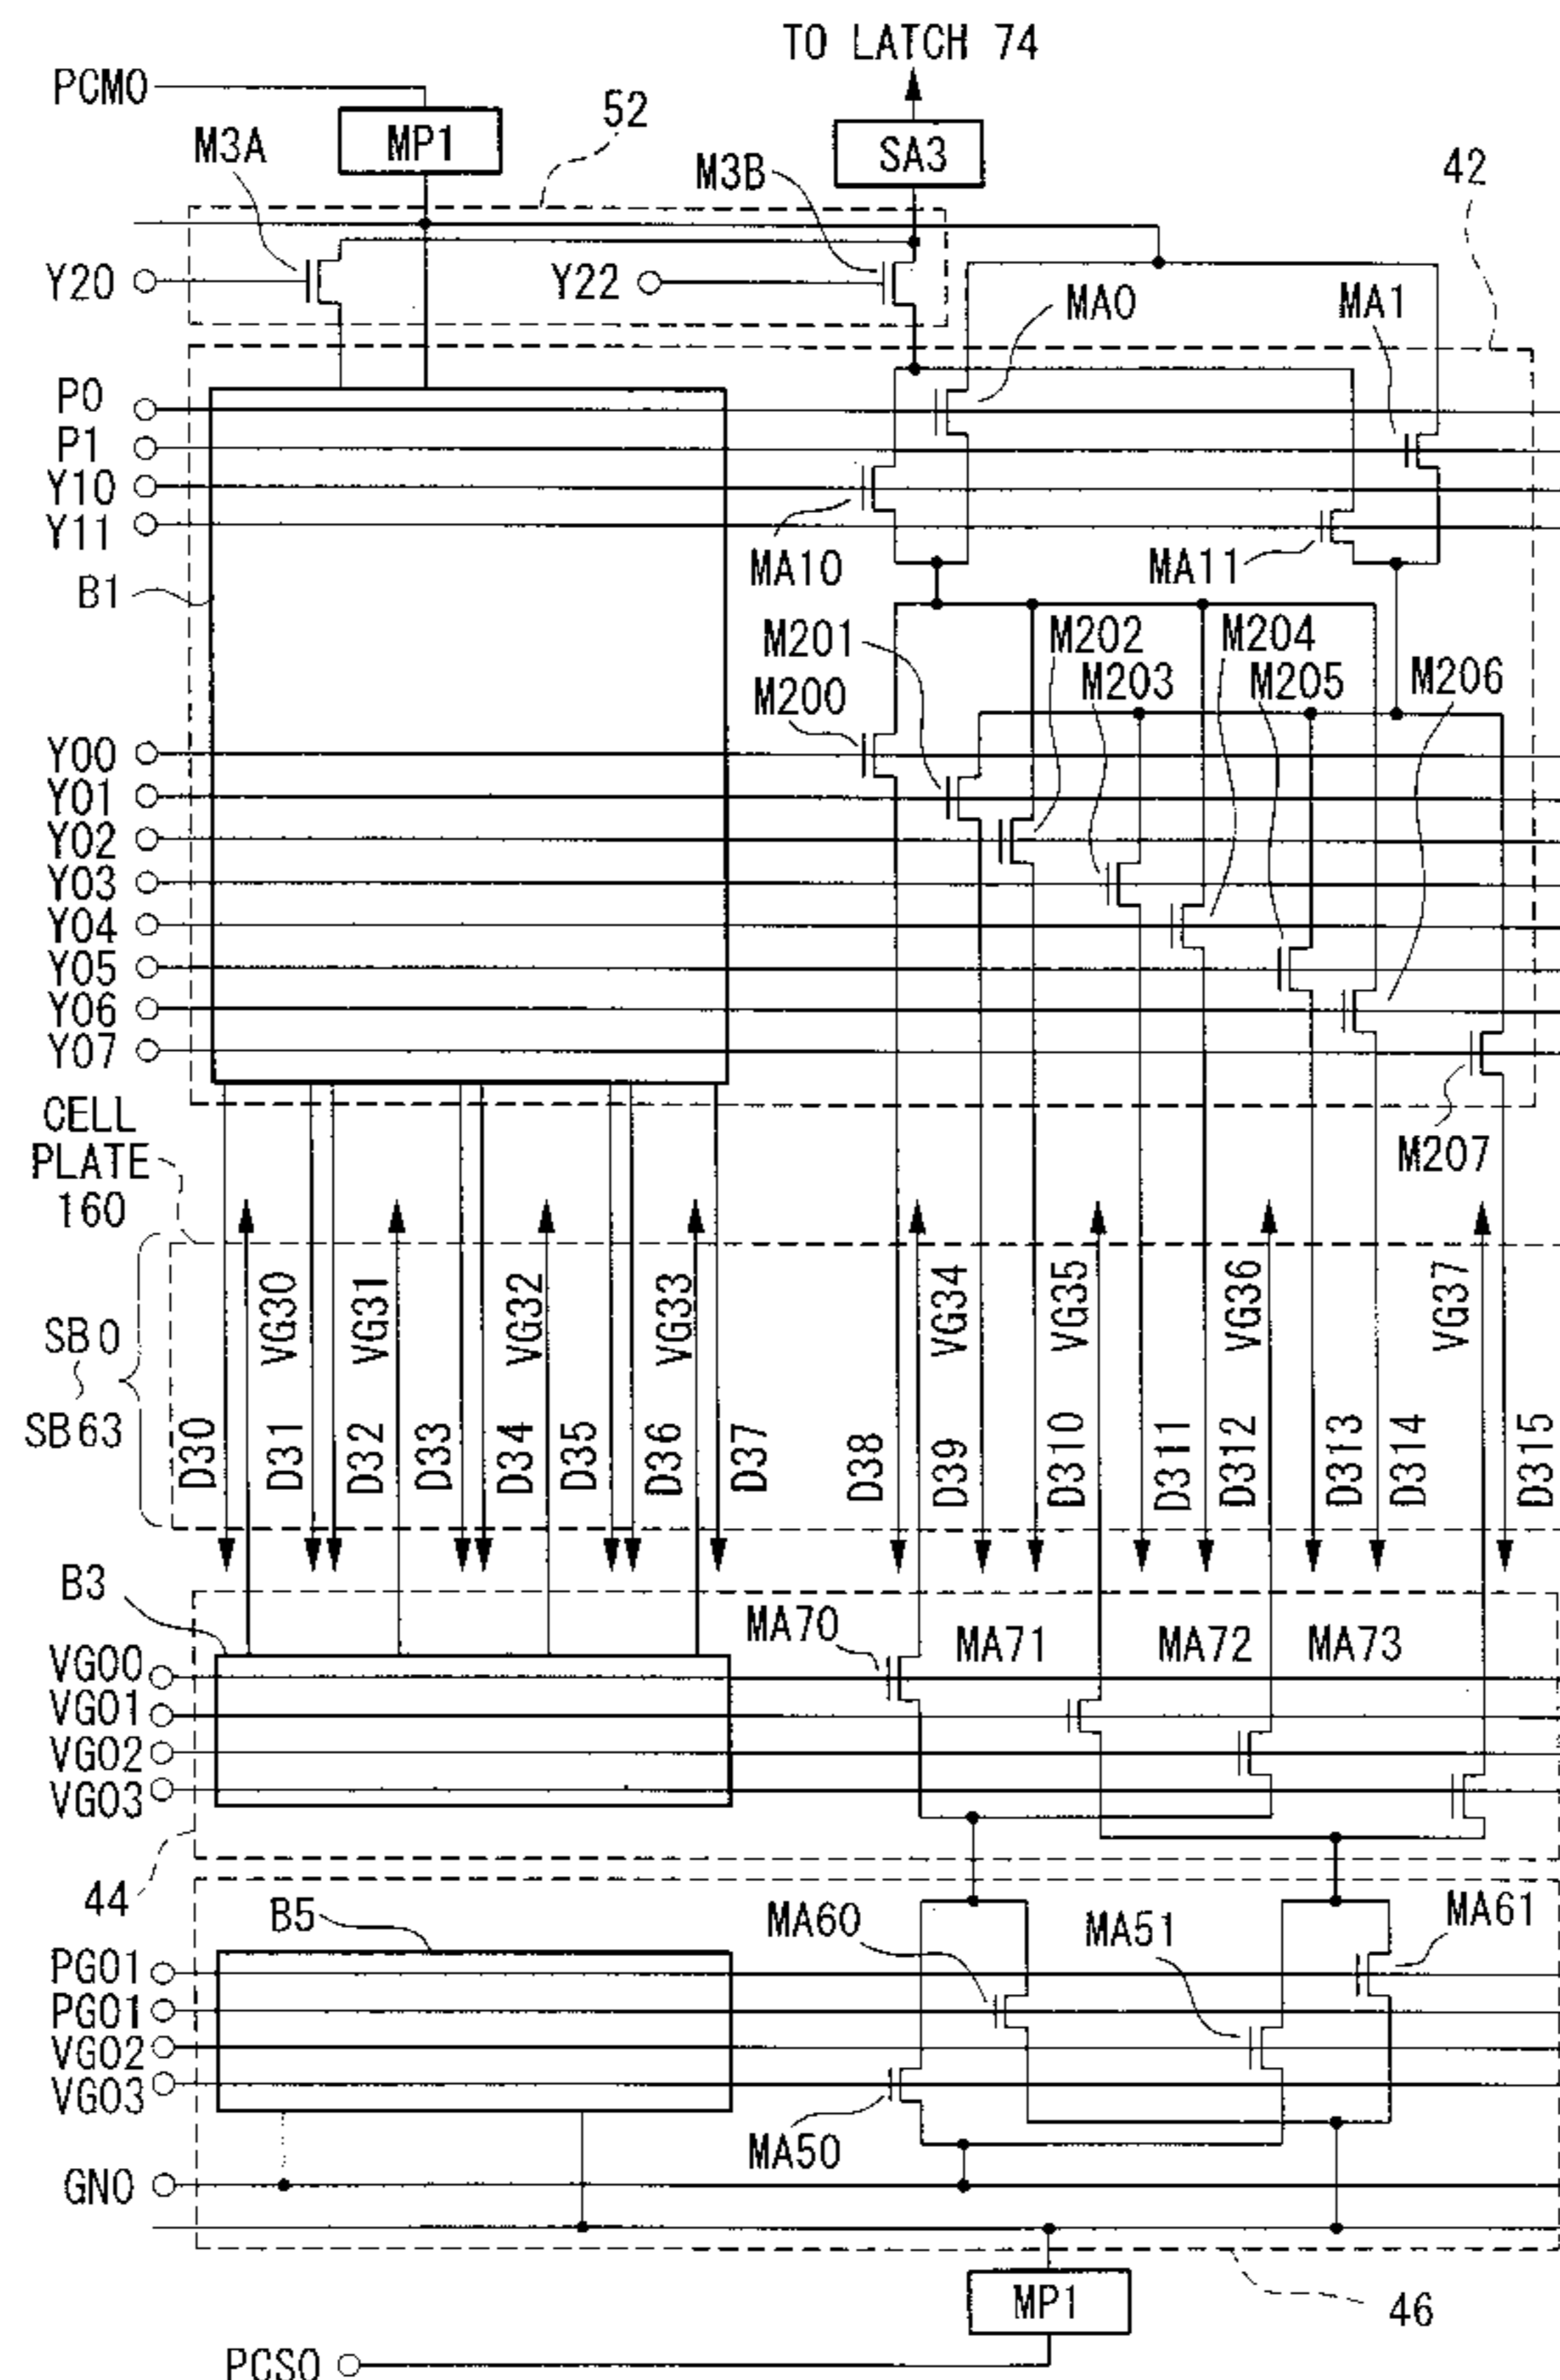 TO LATCH 74
PCM0
MP1
52
SA3
M3A
M3B
42
Y20
Y22
MA0
MA1
P0
P1
Y10
Y11
MA10
MA11
B1
M201
M202
M204
M200
M203
M205
M206
Y00
Y01
Y02
Y03
Y04
Y05
Y06
Y07
M207
CELL
PLATE
160
SB0
SB63
VG30
VG31
VG32
VG33
VG34
VG35
VG36
VG37
D30
D31
D32
D33
D34
D35
D36
D37
D38
D39
D310
D311
D312
D313
D314
D315
B3
MA70
MA71
MA72
MA73
VG00
VG01
VG02
VG03
44
B5
MA60
MA51
MA61
PG01
PG01
VG02
VG03
MA50
GN0
MP1
46
PCS0